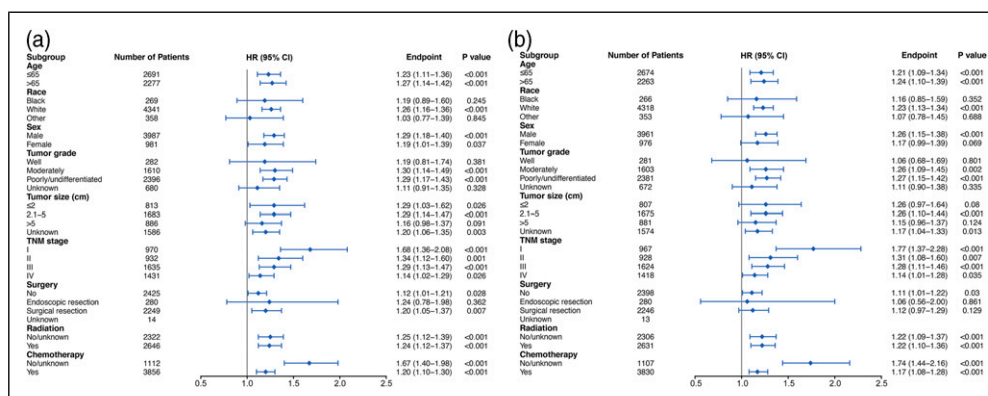 (a)
Subgroup Number of Patients HR (95% CI) Endpoint P value
Age
≤65 2691 1.23 (1.11–1.36) <0.001
>65 2277 1.27 (1.14–1.42) <0.001
Race
Black 269 1.19 (0.89–1.60) 0.245
White 4341 1.26 (1.16–1.36) <0.001
Other 358 1.03 (0.77–1.39) 0.845
Sex
Male 3987 1.29 (1.18–1.40) <0.001
Female 981 1.19 (1.01–1.39) 0.037
Tumor grade
Well 282 1.19 (0.81–1.74) 0.381
Moderately 1610 1.30 (1.14–1.49) <0.001
Poorly/undifferentiated 2396 1.29 (1.17–1.43) <0.001
Unknown 680 1.11 (0.91–1.35) 0.328
Tumor size (cm)
≤2 813 1.29 (1.03–1.62) 0.026
2.1–5 1683 1.29 (1.14–1.47) <0.001
>5 886 1.16 (0.98–1.37) 0.091
Unknown 1586 1.20 (1.06–1.35) 0.003
TNM stage
I 970 1.68 (1.36–2.08) <0.001
II 932 1.34 (1.12–1.60) 0.001
III 1635 1.29 (1.13–1.47) <0.001
IV 1431 1.14 (1.02–1.29) 0.026
Surgery
No 2425 1.12 (1.01–1.21) 0.028
Endoscopic resection 280 1.24 (0.78–1.98) 0.362
Surgical resection 2249 1.20 (1.05–1.37) 0.007
Unknown 14
Radiation
No/unknown 2322 1.25 (1.12–1.39) <0.001
Yes 2646 1.24 (1.12–1.37) <0.001
Chemotherapy
No/unknown 1112 1.67 (1.40–1.98) <0.001
Yes 3856 1.20 (1.10–1.30) <0.001
0.5 1.0 1.5 2.0 2.5
(b)
Subgroup Number of Patients HR (95% CI) Endpoint P value
Age
≤65 2674 1.21 (1.09–1.34) <0.001
>65 2263 1.24 (1.10–1.39) <0.001
Race
Black 266 1.16 (0.85–1.59) 0.352
White 4318 1.23 (1.13–1.34) <0.001
Other 353 1.07 (0.78–1.45) 0.688
Sex
Male 3961 1.26 (1.15–1.38) <0.001
Female 976 1.17 (0.99–1.39) 0.069
Tumor grade
Well 281 1.06 (0.68–1.69) 0.801
Moderately 1603 1.26 (1.09–1.45) 0.002
Poorly/undifferentiated 2381 1.27 (1.15–1.42) <0.001
Unknown 672 1.11 (0.90–1.38) 0.335
Tumor size (cm)
≤2 807 1.26 (0.97–1.64) 0.08
2.1–5 1675 1.26 (1.10–1.44) <0.001
>5 881 1.15 (0.96–1.37) 0.124
Unknown 1574 1.17 (1.04–1.33) 0.013
TNM stage
I 967 1.77 (1.37–2.28) <0.001
II 928 1.31 (1.08–1.60) 0.007
III 1624 1.28 (1.11–1.46) <0.001
IV 1418 1.14 (1.01–1.28) 0.035
Surgery
No 2398 1.11 (1.01–1.22) 0.03
Endoscopic resection 280 1.06 (0.56–2.00) 0.861
Surgical resection 2246 1.12 (0.97–1.29) 0.129
Unknown 13
Radiation
No/unknown 2306 1.22 (1.09–1.37) <0.001
Yes 2631 1.22 (1.10–1.36) <0.001
Chemotherapy
No/unknown 1107 1.74 (1.44–2.16) <0.001
Yes 3830 1.17 (1.08–1.28) <0.001
0.5 1.0 1.5 2.0 2.5